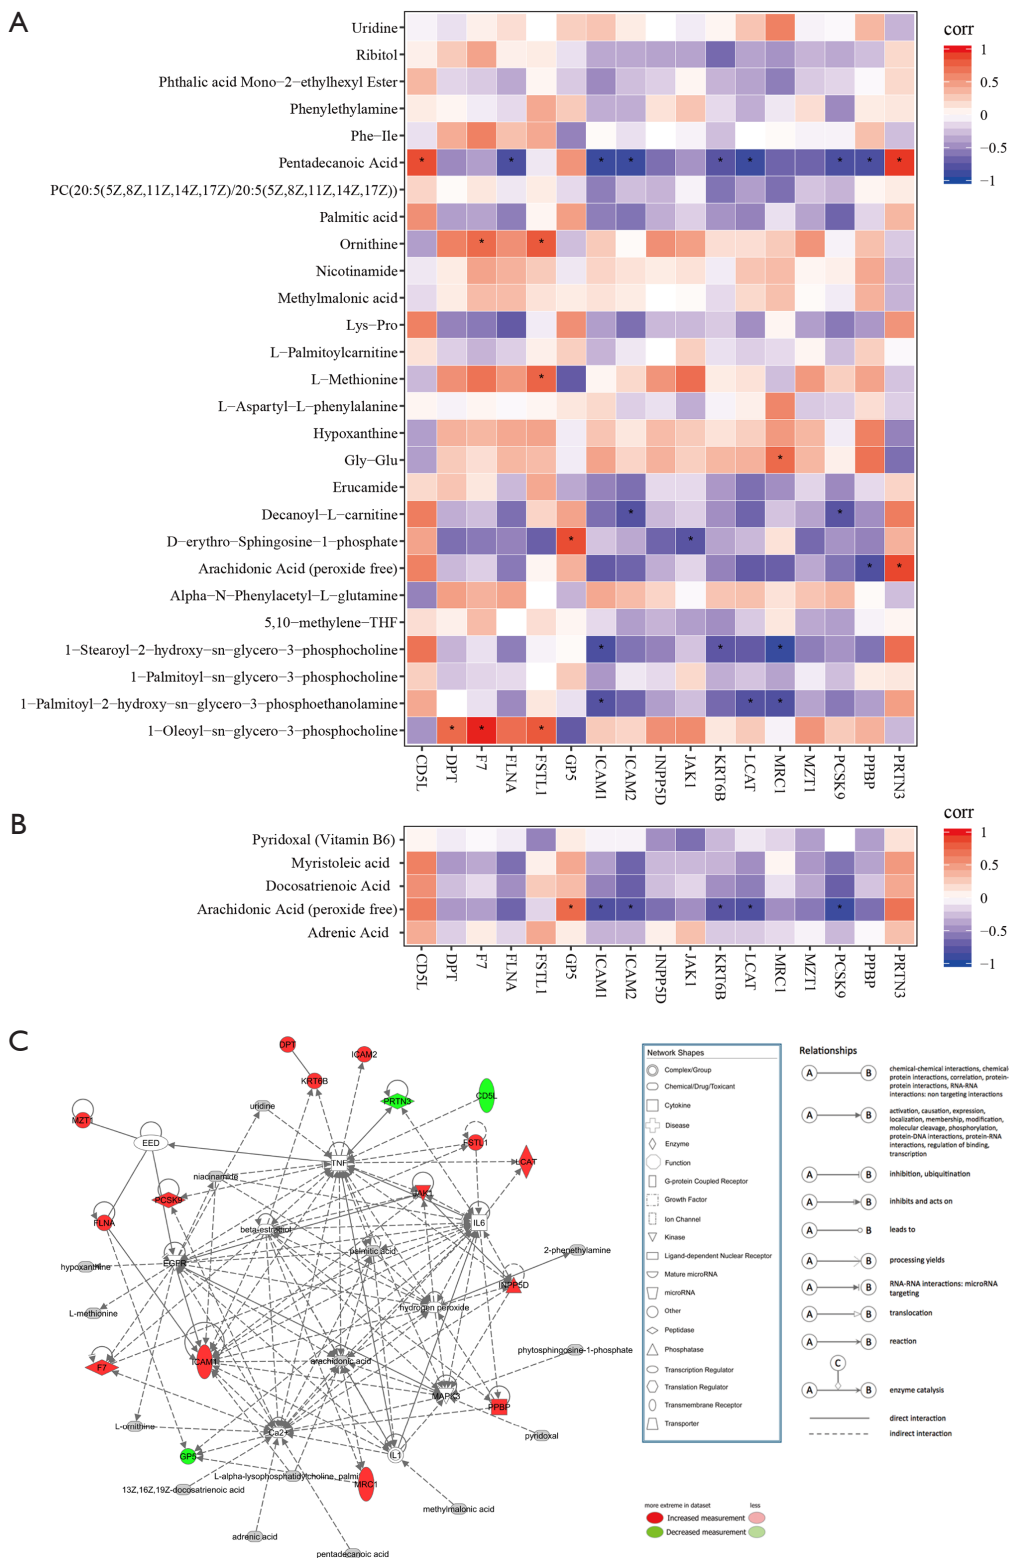 A
Uridine
Ribitol
Phthalic acid Mono−2−ethylhexyl Ester
Phenylethylamine
Phe−Ile
Pentadecanoic Acid
PC(20:5(5Z,8Z,11Z,14Z,17Z)/20:5(5Z,8Z,11Z,14Z,17Z))
Palmitic acid
Ornithine
Nicotinamide
Methylmalonic acid
Lys−Pro
L−Palmitoylcarnitine
L−Methionine
L−Aspartyl−L−phenylalanine
Hypoxanthine
Gly−Glu
Erucamide
Decanoyl−L−carnitine
D−erythro−Sphingosine−1−phosphate
Arachidonic Acid (peroxide free)
Alpha−N−Phenylacetyl−L−glutamine
5,10−methylene−THF
1−Stearoyl−2−hydroxy−sn−glycero−3−phosphocholine
1−Palmitoyl−sn−glycero−3−phosphocholine
1−Palmitoyl−2−hydroxy−sn−glycero−3−phosphoethanolamine
1−Oleoyl−sn−glycero−3−phosphocholine
CD5L DPT F7 FLNA FSTL1 GP5 ICAM1 ICAM2 INPP5D JAK1 KRT6B LCAT MRC1 MZT1 PCSK9 PPBP PRTN3
corr
1
0.5
0
−0.5
−1
B
Pyridoxal (Vitamin B6)
Myristoleic acid
Docosatrienoic Acid
Arachidonic Acid (peroxide free)
Adrenic Acid
CD5L DPT F7 FLNA FSTL1 GP5 ICAM1 ICAM2 INPP5D JAK1 KRT6B LCAT MRC1 MZT1 PCSK9 PPBP PRTN3
corr
1
0.5
0
−0.5
−1
C
DPT
ICAM2
KRT6B
uridine
PRTN3
CD5L
MZT1
EED
TNF
FSTL1
LCAT
niacinamide
PCSK9
JAK1
FLNA
beta-estradiol
IL6
palmitic acid
2-phenethylamine
hypoxanthine
EGFR
INPP5D
L-methionine
hydrogen peroxide
F7
ICAM1
arachidonic acid
phytosphingosine-1-phosphate
MAPK3
PPBP
L-ornithine
Ca2+
pyridoxal
GP5
IL1
L-alpha-lysophosphatidylcholine, palmi
MRC1
13Z,16Z,19Z-docosatrienoic acid
methylmalonic acid
adrenic acid
pentadecanoic acid
Network Shapes
Complex/Group
Chemical/Drug/Toxicant
Cytokine
Disease
Enzyme
Function
G-protein Coupled Receptor
Growth Factor
Ion Channel
Kinase
Ligand-dependent Nuclear Receptor
Mature microRNA
microRNA
Other
Peptidase
Phosphatase
Transcription Regulator
Translation Regulator
Transmembrane Receptor
Transporter
Relationships
A B chemical-chemical interactions, chemical-
protein interactions, correlation, protein-
protein interactions, RNA-RNA
interactions: non targeting interactions
A B activation, causation, expression,
localization, membership, modification,
molecular cleavage, phosphorylation,
protein-DNA interactions, protein-RNA
interactions, regulation of binding,
transcription
A B inhibition, ubiquitination
A B inhibits and acts on
A B leads to
A B processing yields
A B RNA-RNA interactions: microRNA
targeting
A B translocation
A B reaction
C
A B enzyme catalysis
direct interaction
indirect interaction
more extreme in dataset less
Increased measurement
Decreased measurement